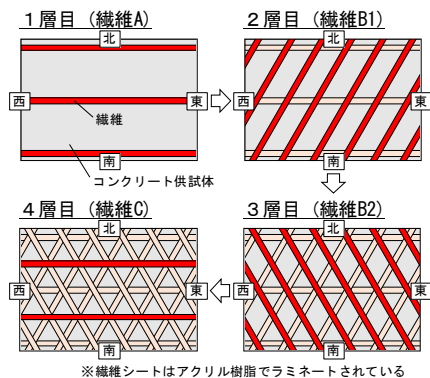 １層目（繊維A）
北
西
東
繊維
南
コンクリート供試体
２層目（繊維B1）
北
西
東
南
４層目（繊維C）
北
西
東
南
３層目（繊維B2）
北
西
東
南
※繊維シートはアクリル樹脂でラミネートされている